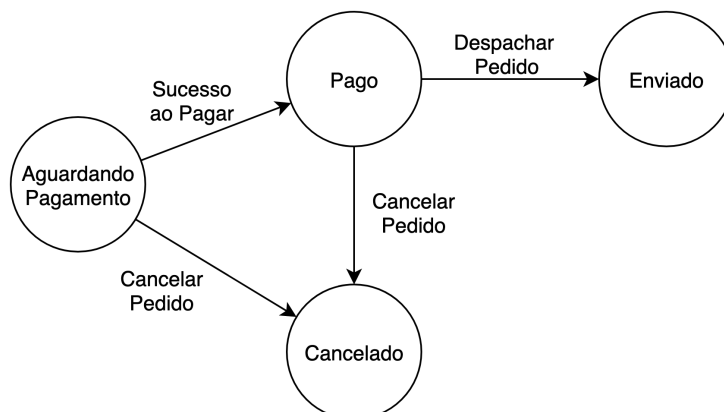 Despachar
Pedido
Sucesso
ao Pagar
Pago
Enviado
Aguardando
Pagamento
Cancelar
Pedido
Cancelar
Pedido
Cancelado